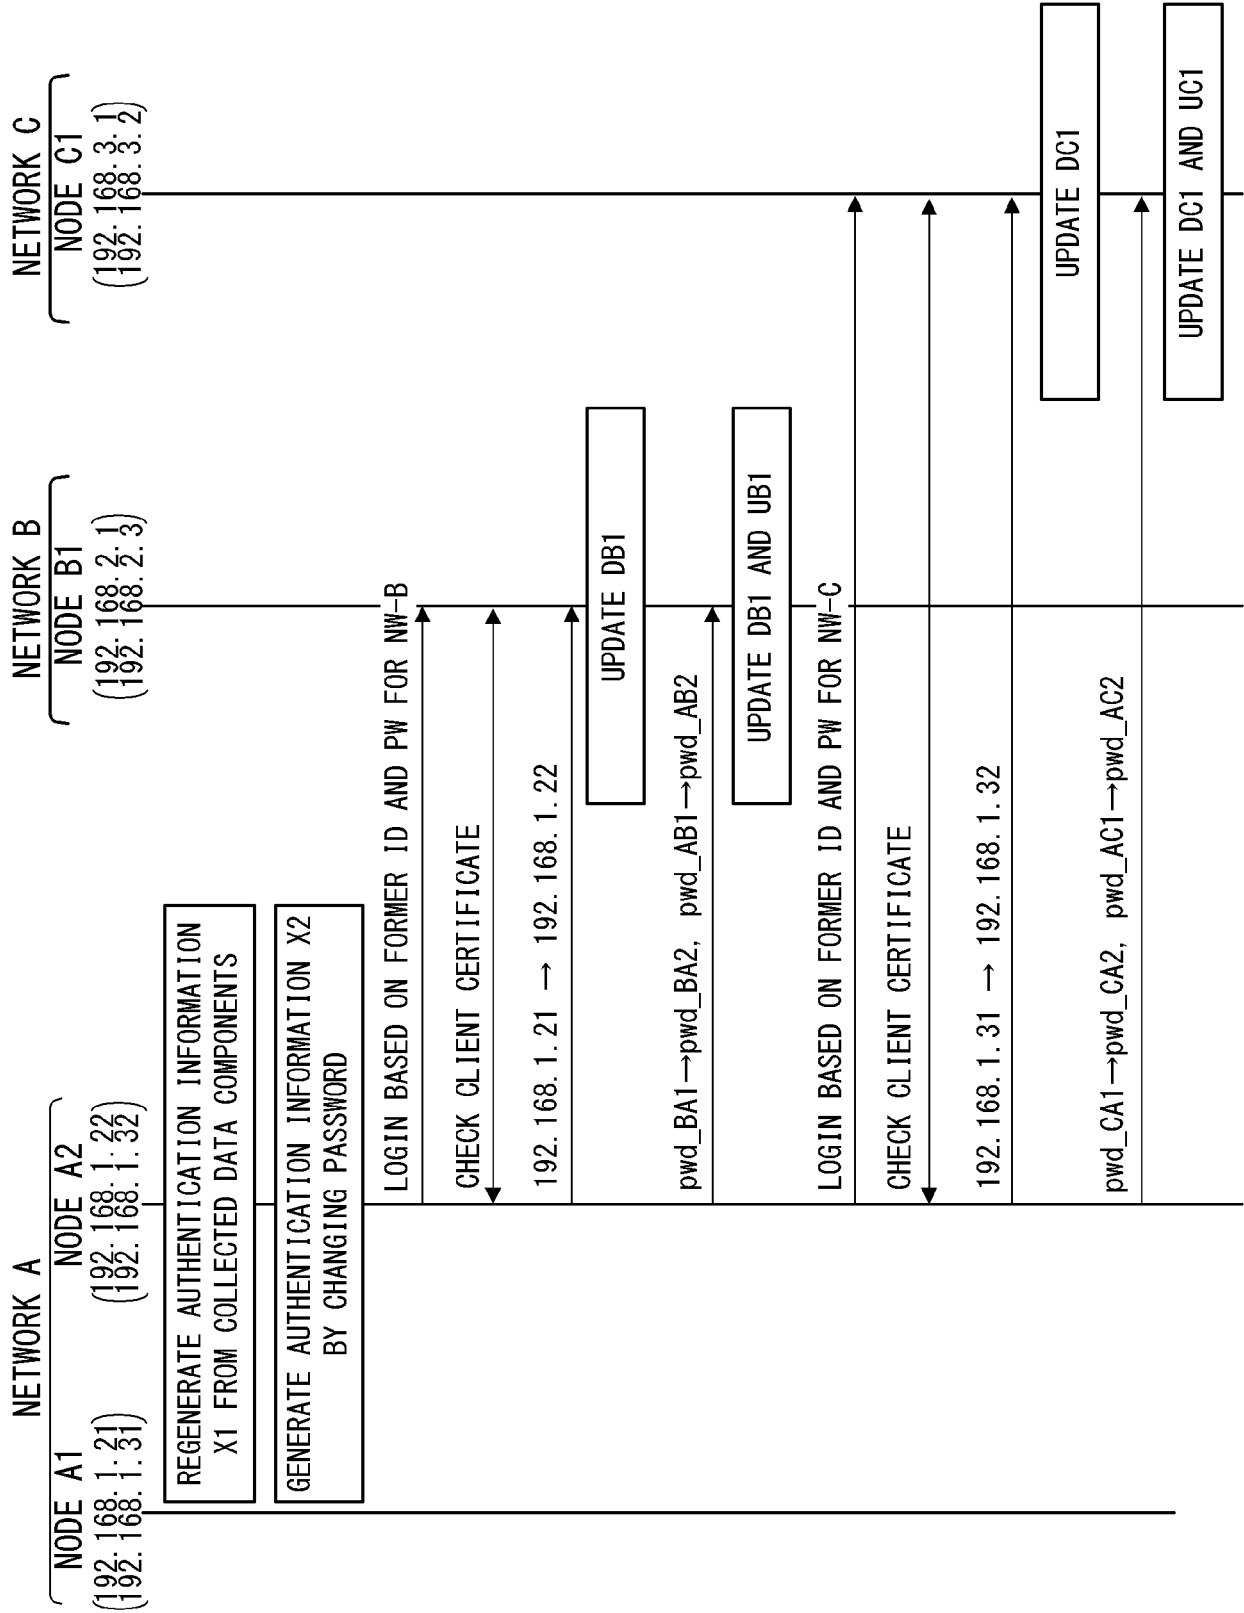 NETWORK A
NETWORK B
NETWORK C
NODE A1
NODE A2
NODE B1
NODE C1
(192. 168. 1. 21)
(192. 168. 1. 31)
(192. 168. 1. 22)
(192. 168. 1. 32)
(192. 168. 2. 1)
(192. 168. 2. 3)
(192. 168. 3. 1)
(192. 168. 3. 2)
REGENERATE AUTHENTICATION INFORMATION
X1 FROM COLLECTED DATA COMPONENTS
GENERATE AUTHENTICATION INFORMATION X2
BY CHANGING PASSWORD
LOGIN BASED ON FORMER ID AND PW FOR NW-B
CHECK CLIENT CERTIFICATE
192. 168. 1. 21 → 192. 168. 1. 22
UPDATE DB1
pwd_BA1→pwd_BA2, pwd_AB1→pwd_AB2
UPDATE DB1 AND UB1
LOGIN BASED ON FORMER ID AND PW FOR NW-C
CHECK CLIENT CERTIFICATE
192. 168. 1. 31 → 192. 168. 1. 32
UPDATE DC1
pwd_CA1→pwd_CA2, pwd_AC1→pwd_AC2
UPDATE DC1 AND UC1